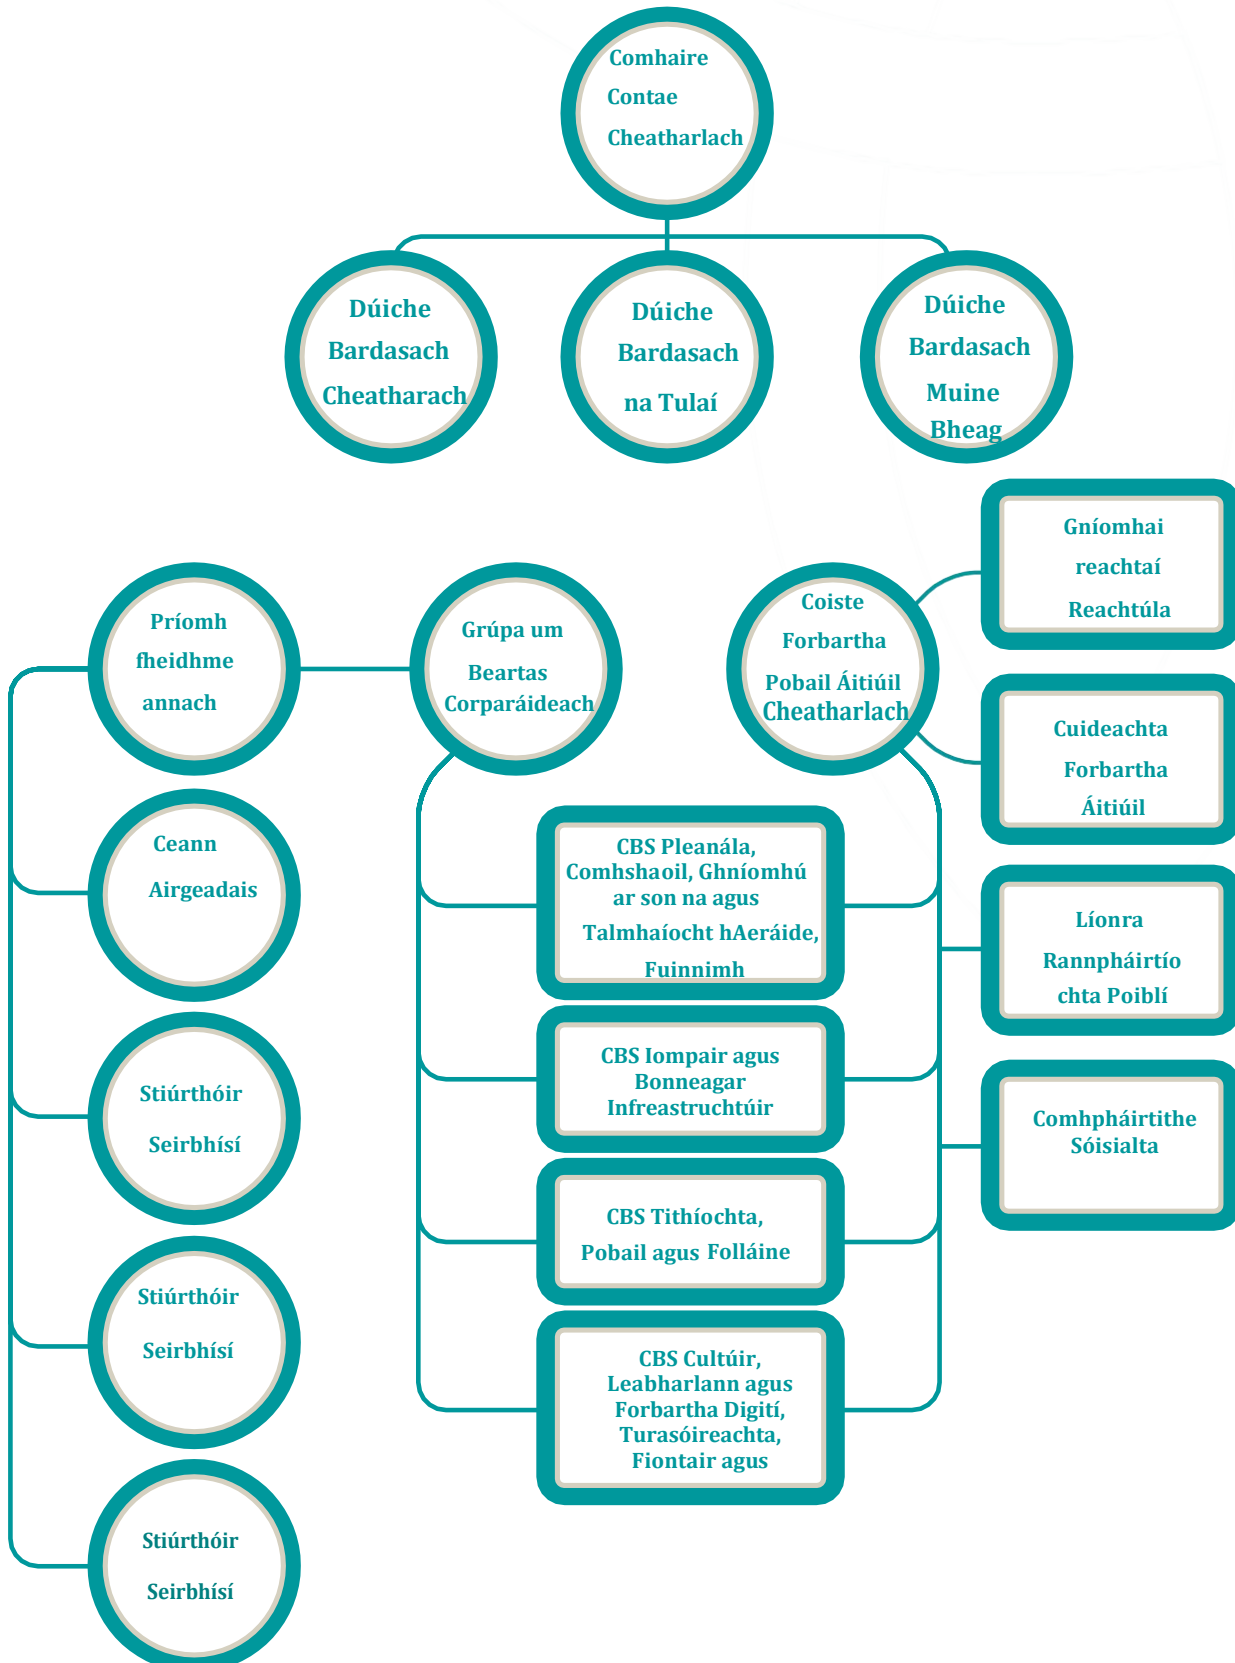 Comhaire
Contae
Cheatharlach
Dúiche
Bardasach
Cheatharach
Dúiche
Bardasach
na Tulaí
Dúiche
Bardasach
Muine
Bheag
Príomh
fheidhme
annach
Grúpa um
Beartas
Corparáideach
Coiste
Forbartha
Pobail Áitiúil
Cheatharlach
Gníomhai
reachtaí
Reachtúla
Cuideachta
Forbartha
Áitiúil
Líonra
Rannpháirtío
chta Poiblí
Comhpháirtithe
Sóisialta
Ceann
Airgeadais
Stiúrthóir
Seirbhísí
Stiúrthóir
Seirbhísí
Stiúrthóir
Seirbhísí
CBS Pleanála,
Comhshaoil, Ghníomhú
ar son na agus
Talmhaíocht hAeráide,
Fuinnimh
CBS Iompair agus
Bonneagar
Infreastruchtúir
CBS Tithíochta,
Pobail agus Folláine
CBS Cultúir,
Leabharlann agus
Forbartha Digití,
Turasóireachta,
Fiontair agus